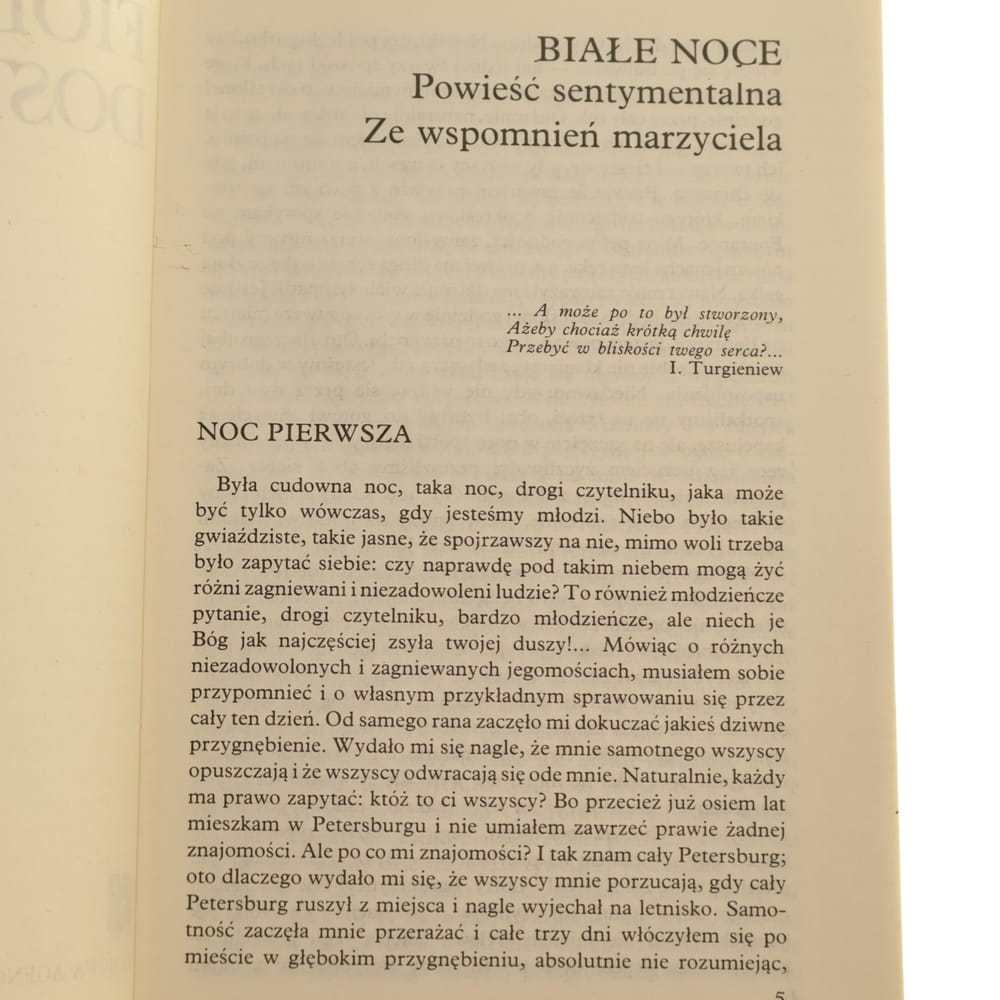 BIAŁE NOCE
Powieść sentymentalna
Ze wspomnień marzyciela
... A może po to był stworzony,
Ażeby chociaż krótką chwilę
Przebyć w bliskości twego serca?...
I. Turgieniew
NOC PIERWSZA
Była cudowna noc, taka noc, drogi czytelniku, jaka może
być tylko wówczas, gdy jesteśmy młodzi. Niebo było takie
gwiaździste, takie jasne, że spojrzawszy na nie, mimo woli trzeba
było zapytać siebie: czy naprawdę pod takim niebem mogą żyć
różni zagniewani i niezadowoleni ludzie? To również młodzieńcze
pytanie, drogi czytelniku, bardzo młodzieńcze, ale niech je
Bóg jak najczęściej zsyła twojej duszy!... Mówiąc o różnych
niezadowolonych i zagniewanych jegomościach, musiałem sobie
przypomnieć i o własnym przykładnym sprawowaniu się przez
cały ten dzień. Od samego rana zaczęło mi dokuczać jakieś dziwne
przygnębienie. Wydało mi się nagle, że mnie samotnego wszyscy
opuszczają i że wszyscy odwracają się ode mnie. Naturalnie, każdy
ma prawo zapytać: któż to ci wszyscy? Bo przecież już osiem lat
mieszkam w Petersburgu i nie umiałem zawrzeć prawie żadnej
znajomości. Ale po co mi znajomości? I tak znam cały Petersburg;
oto dlaczego wydało mi się, że wszyscy mnie porzucają, gdy cały
Petersburg ruszył z miejsca i nagle wyjechał na letnisko. Samo-
tność zaczęła mnie przerażać i całe trzy dni włóczyłem się po
mieście w głębokim przygnębieniu, absolutnie nie rozumiejąc,
5